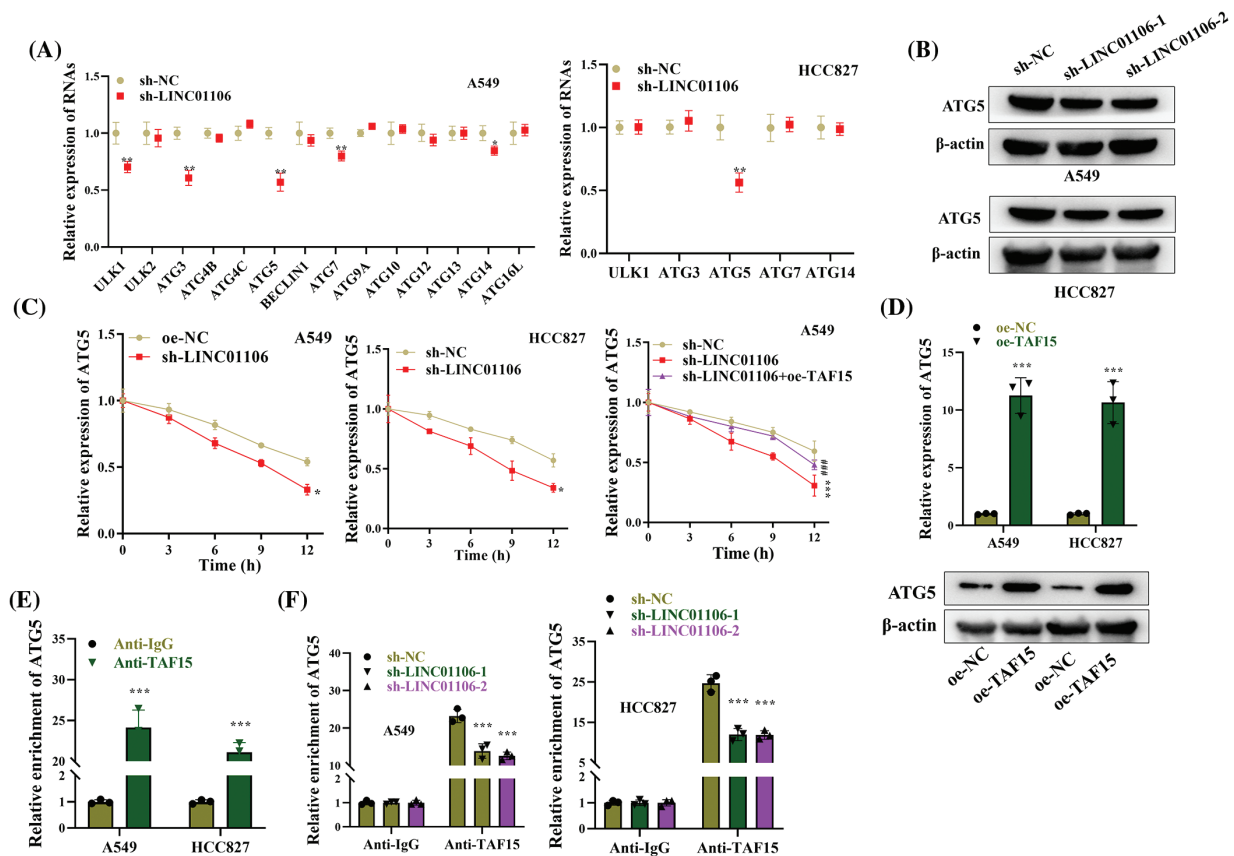 (A)
Relative expression of RNAs
1.5
1.0
0.5
0.0
sh-NC
sh-LINC01106
A549
**
**
**
**
*
ULK1
ULK2
ATG3
ATG4B
ATG4C
ATG5
BECLIN1
ATG7
ATG9A
ATG10
ATG12
ATG13
ATG14
ATG16L
Relative expression of RNAs
1.5
1.0
0.5
0.0
sh-NC
sh-LINC01106
HCC827
**
ULK1 ATG3 ATG5 ATG7 ATG14
(B)
sh-NC
sh-LINC01106-1
sh-LINC01106-2
ATG5
β-actin
A549
ATG5
β-actin
HCC827
(C)
Relative expression of ATG5
1.5
1.0
0.5
0.0
oe-NC
sh-LINC01106
A549
*
0 3 6 9 12
Time (h)
Relative expression of ATG5
1.5
1.0
0.5
0.0
sh-NC
sh-LINC01106
HCC827
*
0 3 6 9 12
Time (h)
Relative expression of ATG5
1.5
1.0
0.5
0.0
A549
sh-NC
sh-LINC01106
sh-LINC01106+oe-TAF15
###
***
0 3 6 9 12
Time (h)
(D)
oe-NC
oe-TAF15
Relative expression of ATG5
15
10
5
0
***
***
A549 HCC827
ATG5
β-actin
oe-NC
oe-TAF15
oe-NC
oe-TAF15
(E)
Relative enrichment of ATG5
35
30
25
20
15
2
1
0
Anti-IgG
Anti-TAF15
***
***
A549 HCC827
(F)
Relative enrichment of ATG5
40
30
20
10
2
1
0
sh-NC
sh-LINC01106-1
sh-LINC01106-2
A549
***
***
Anti-IgG Anti-TAF15
sh-NC
sh-LINC01106-1
sh-LINC01106-2
Relative enrichment of ATG5
35
25
15
5
2
1
0
HCC827
***
***
Anti-IgG Anti-TAF15